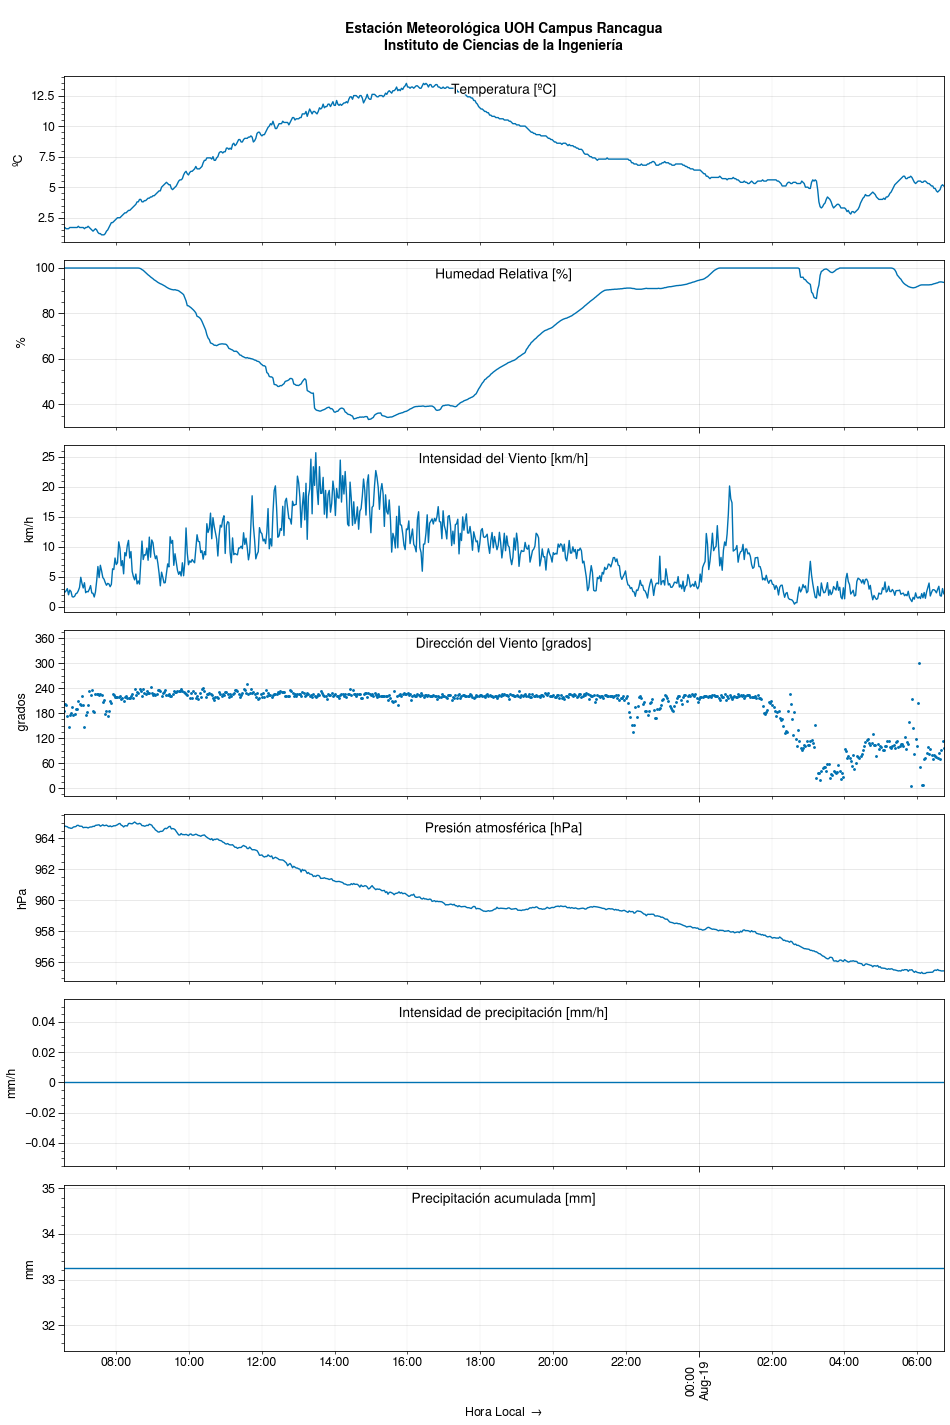 Estación Meteorológica UOH Campus Rancagua
Instituto de Ciencias de la Ingeniería
Temperatura [ºC]
12.5
10
7.5
5
2.5
ºC
Humedad Relativa [%]
100
80
60
40
%
Intensidad del Viento [km/h]
25
20
15
10
5
0
km/h
Dirección del Viento [grados]
360
300
240
180
120
60
0
grados
Presión atmosférica [hPa]
964
962
960
958
956
hPa
Intensidad de precipitación [mm/h]
0.04
0.02
0
−0.02
−0.04
mm/h
Precipitación acumulada [mm]
35
34
33
32
mm
08:00 10:00 12:00 14:00 16:00 18:00 20:00 22:00 00:00 02:00 04:00 06:00
Aug-19
Hora Local →